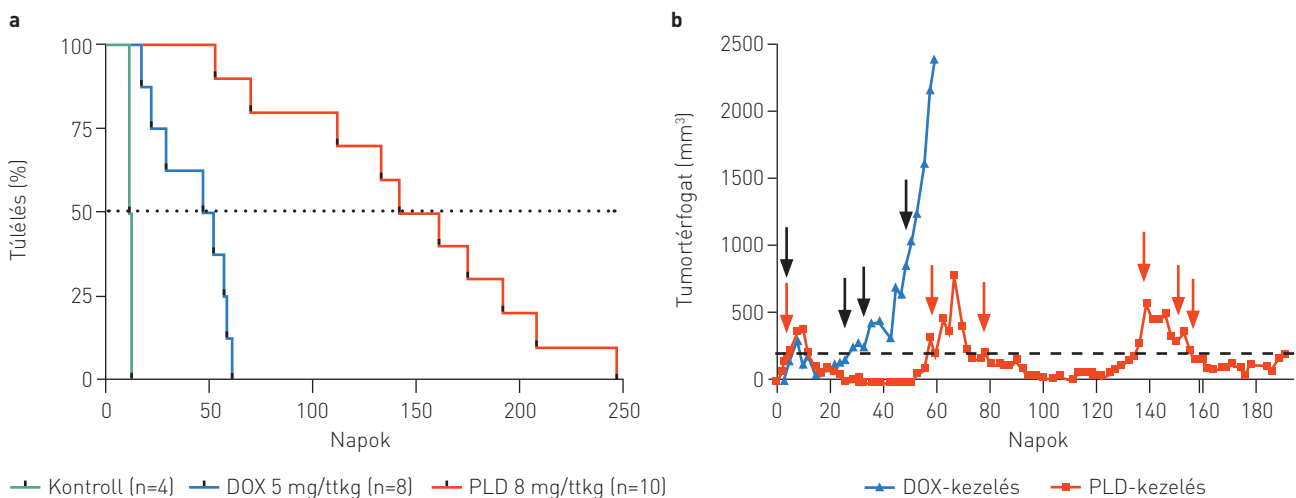 a
100
75
50
25
0
Túlélés (%)
0
50
100
150
200
250
Napok
Kontroll (n=4)
DOX 5 mg/ttkg (n=8)
PLD 8 mg/ttkg (n=10)
b
2500
2000
1500
1000
500
0
Tumortérfogat (mm³)
0
20
40
60
80
100
120
140
160
180
Napok
DOX-kezelés
PLD-kezelés